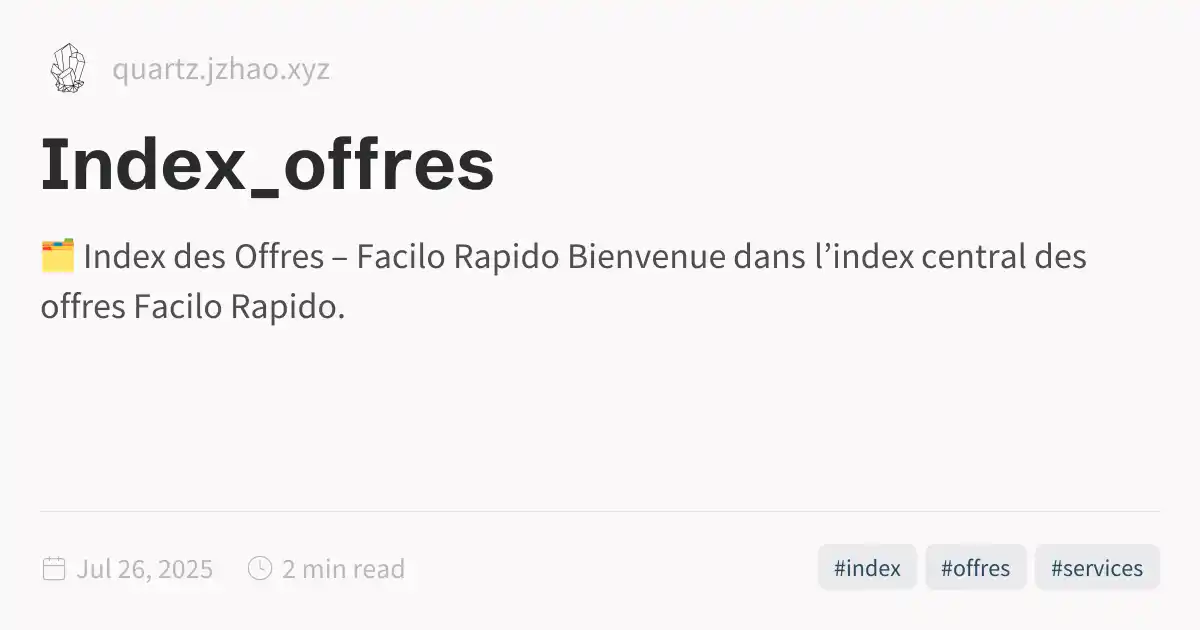 quartz.jzhao.xyz
Index_offres
🗂️ Index des Offres – Facilo Rapido Bienvenue dans l’index central des
offres Facilo Rapido.
Jul 26, 2025 2 min read #index #offres #services